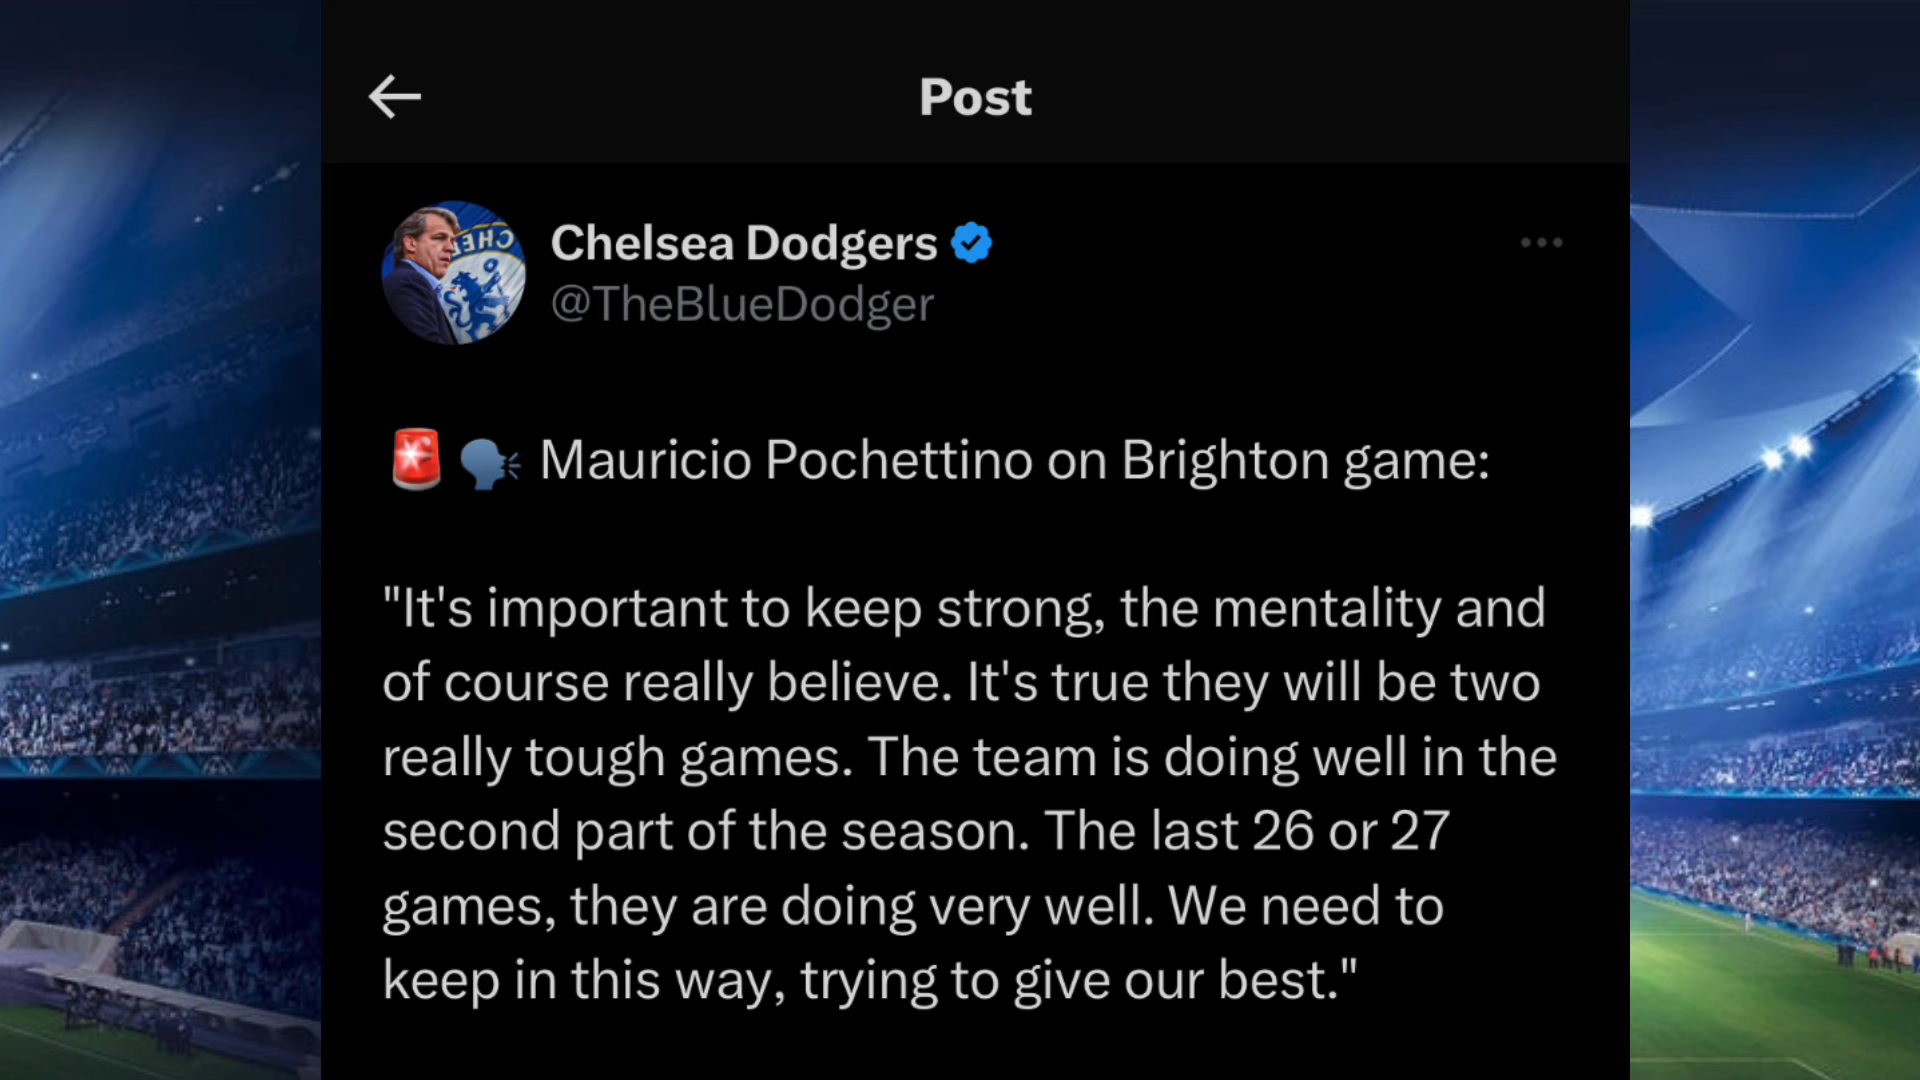 Post
CHE
Chelsea Dodgers
@TheBlueDodger
🚨 🗣 Mauricio Pochettino on Brighton game:
"It's important to keep strong, the mentality and
of course really believe. It's true they will be two
really tough games. The team is doing well in the
second part of the season. The last 26 or 27
games, they are doing very well. We need to
keep in this way, trying to give our best."